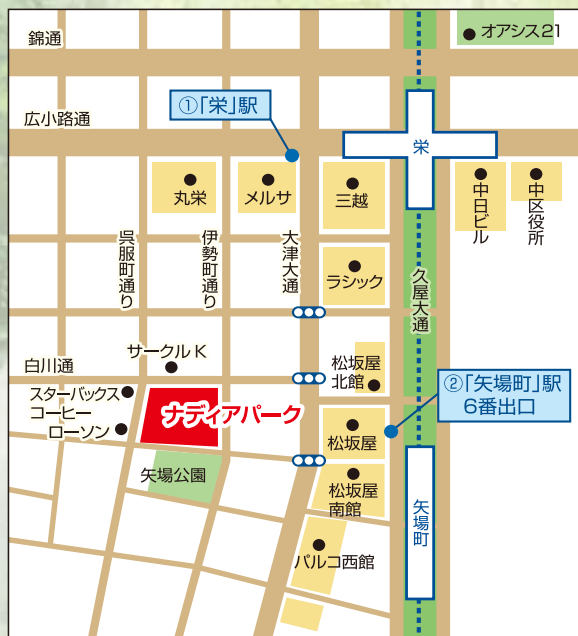 オアシス21
錦通
①「栄」駅
広小路通
栄
丸栄
メルサ
三越
中日ビル
中区役所
呉服町通り
伊勢町通り
大津大通
ラシック
久屋大通
白川通
サークルK
松坂屋
北館
②「矢場町」駅
6番出口
スターバックス
コーヒー
ローソン
ナディアパーク
松坂屋
矢場公園
松坂屋
南館
矢場町
パルコ西館